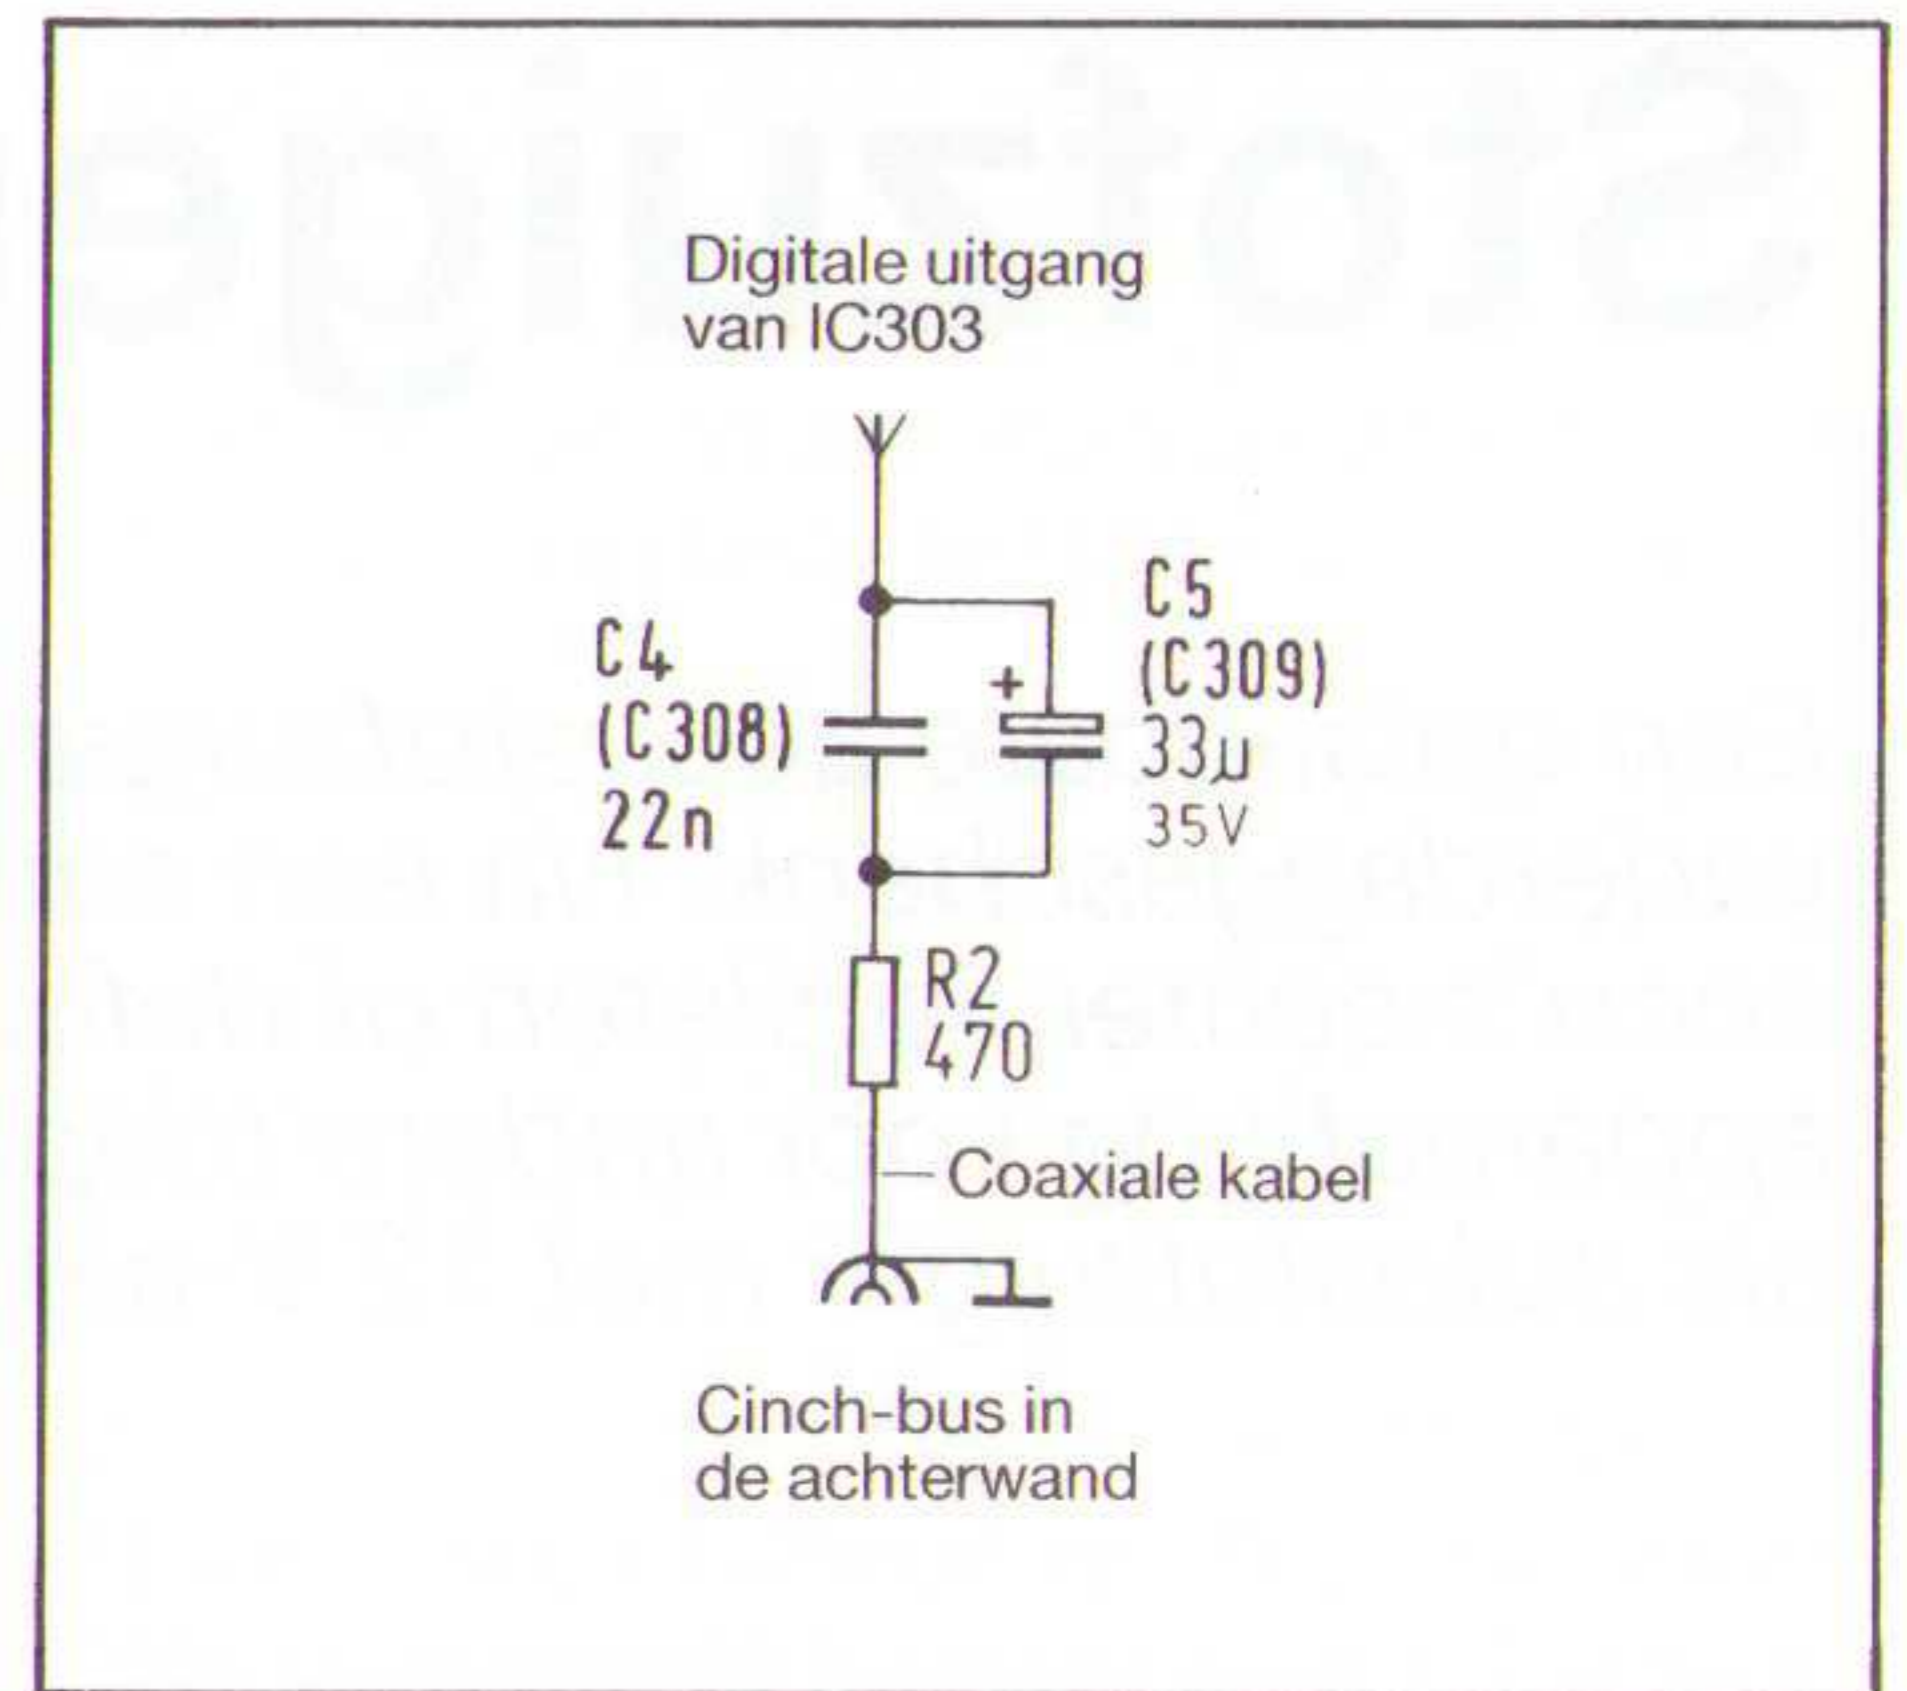 Digitale uitgang
van IC303
C4
(C308)
22n
+
C5
(C309)
33µ
35V
R2
470
Coaxiale kabel
Cinch-bus in
de achterwand